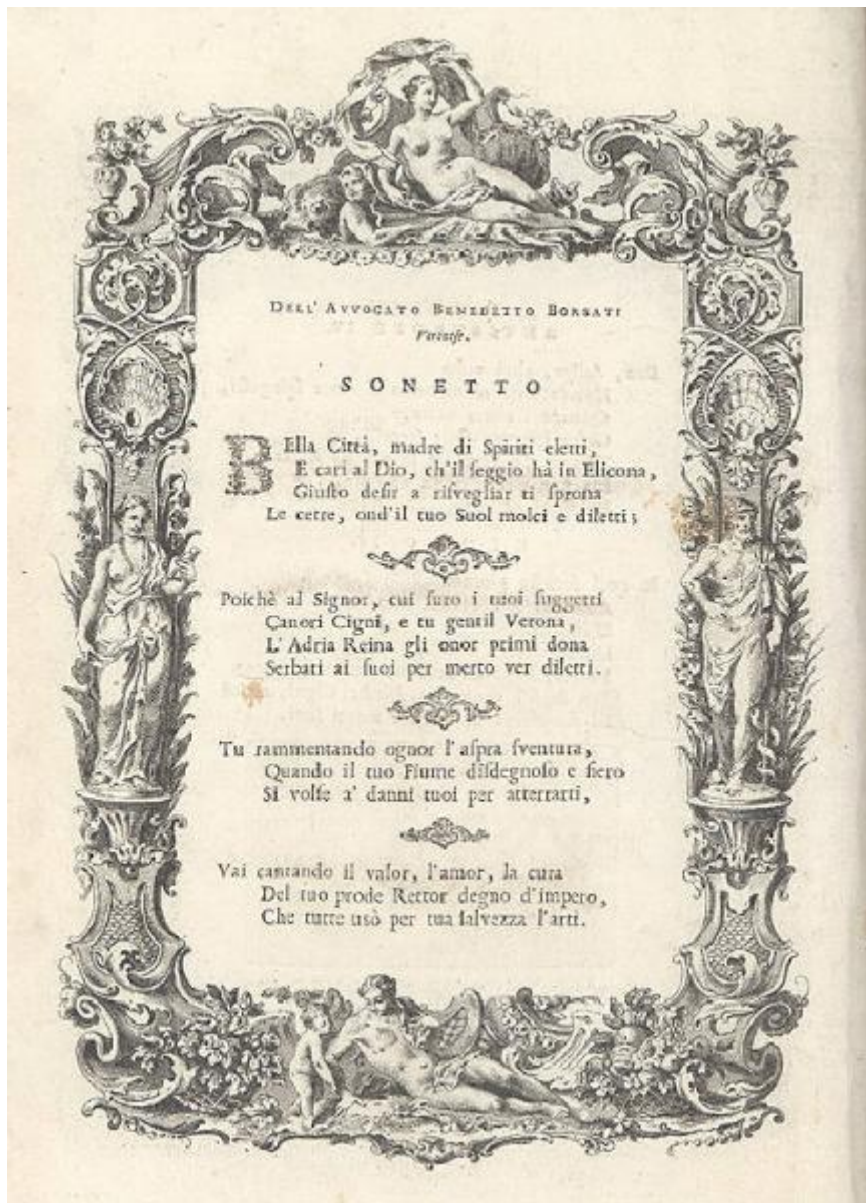 DELL' AVVOCATO BENEDETTO BORSATI
Veronese.
SONETTO
BElla Città, madre di Spiriti eletti,
E cari al Dio, ch'il seggio hà in Elicona,
Giusto desir a risvegliar ti sprona
Le cetre, ond'il tuo Suol molci e diletti;
Poichè al Signor, cui furo i tuoi suggetti
Canori Cigni, e tu gentil Verona,
L'Adria Reina gli onor primi dona
Serbati ai suoi per merto ver diletti.
Tu rammentando ognor l'aspra sventura,
Quando il tuo Fiume disdegnoso e fiero
Si volse a' danni tuoi per atterrarti,
Vai cantando il valor, l'amor, la cura
Del tuo prode Rettor degno d'impero,
Che tutte usò per tua salvezza l'arti.